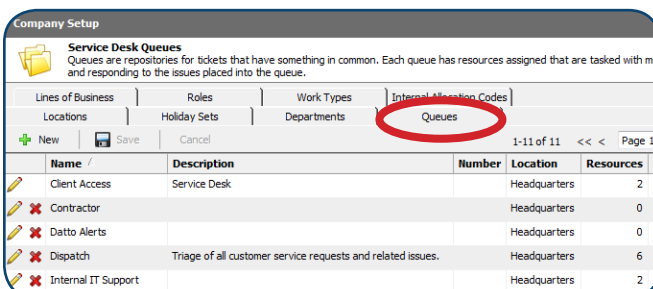 Company Setup
Service Desk Queues
Queues are repositories for tickets that have something in common. Each queue has resources assigned that are tasked with m
and responding to the issues placed into the queue.
Lines of Business Roles Work Types Internal Allocation Codes
Locations Holiday Sets Departments Queues
New Save Cancel 1-11 of 11 << < Page 1
Name Description Number Location Resources
Client Access Service Desk Headquarters 2
Contractor Headquarters 0
Datto Alerts Headquarters 0
Dispatch Triage of all customer service requests and related issues. Headquarters 6
Internal IT Support Headquarters 2